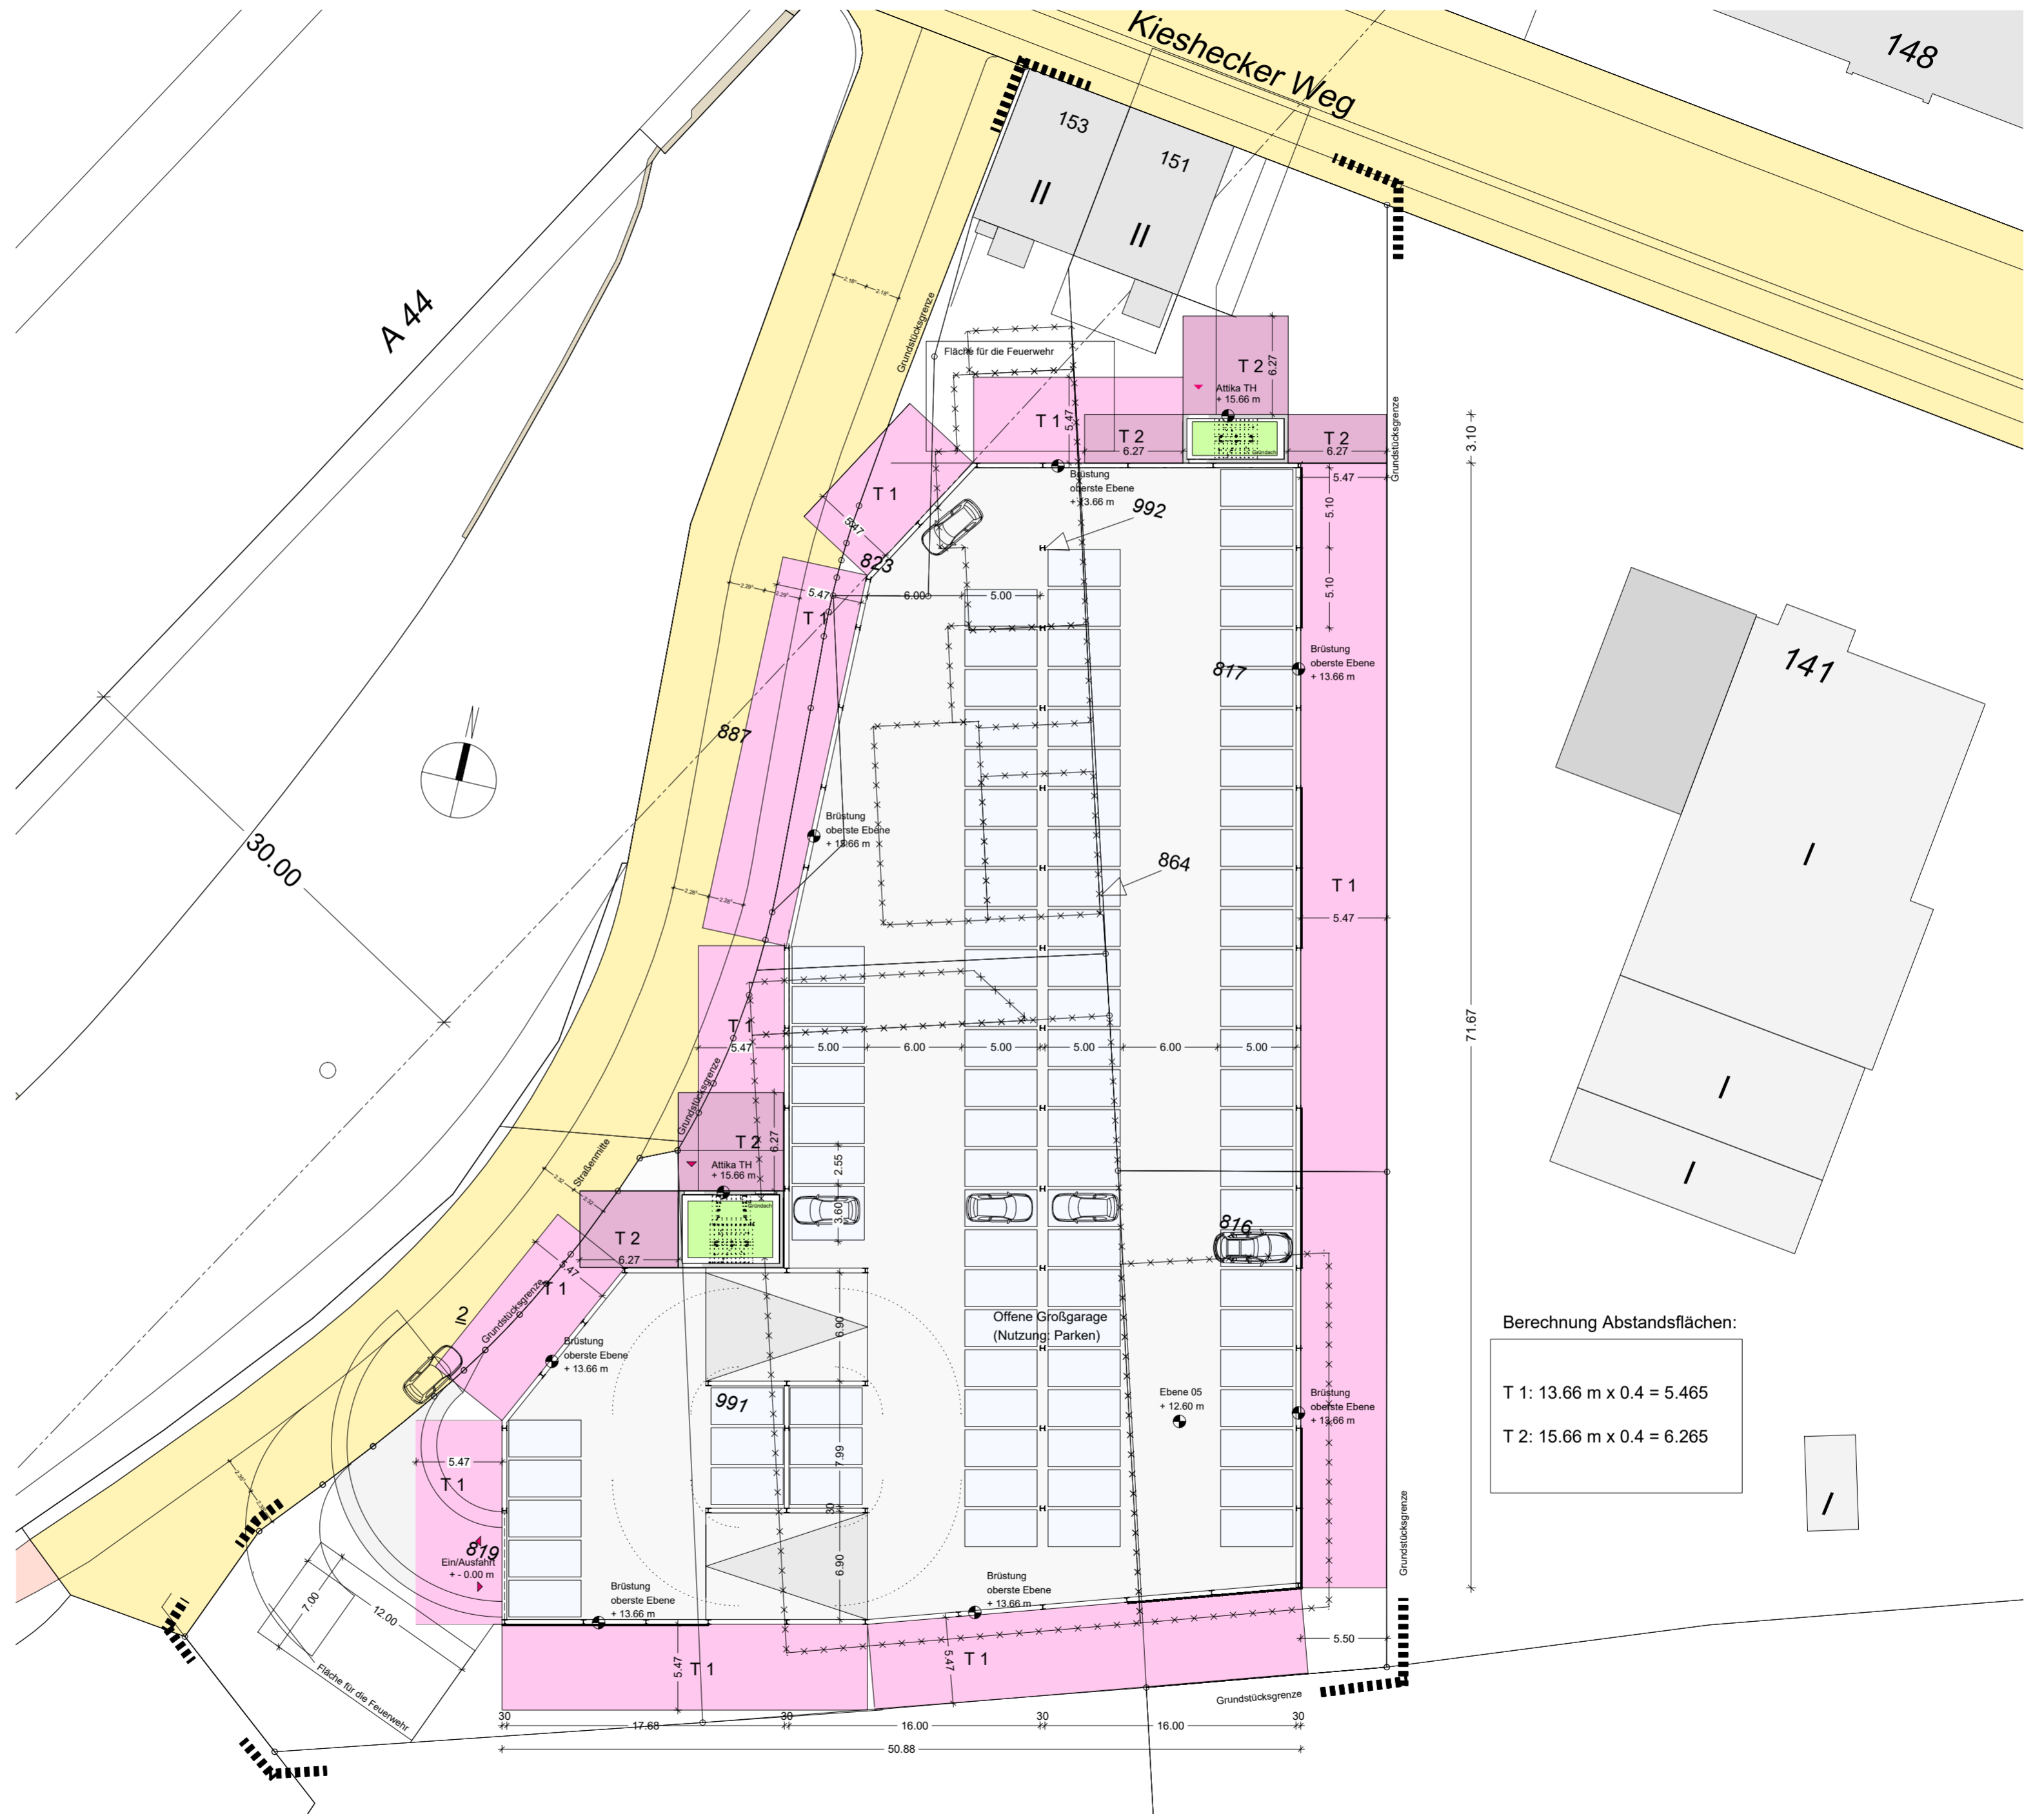 Kieshecker Weg
148
153
151
II
II
A 44
2.18⁵
2.18⁵
Grundstücksgrenze
Fläche für die Feuerwehr
T 2
6.27
Attika TH
+ 15.66 m
T 1
5.47
T 2
6.27
Gründach
T 2
6.27
Grundstücksgrenze
3.10
Brüstung
oberste Ebene
+ 13.66 m
5.47
T 1
5.47
992
5.10
5.10
823
5.47
T 1
6.00
5.00
Brüstung
oberste Ebene
+ 13.66 m
817
141
887
N
30.00
Brüstung
oberste Ebene
+ 13.66 m
864
I
T 1
5.47
71.67
T 1
5.47
5.00
6.00
5.00
5.00
6.00
5.00
Grundstücksgrenze
I
I
T 2
6.27
Attika TH
+ 15.66 m
Gründach
Straßenmitte
2.55
3.60
T 2
6.27
816
5.47
T 1
Grundstücksgrenze
2
Brüstung
oberste Ebene
+ 13.66 m
6.90
Offene Großgarage
(Nutzung: Parken)
Berechnung Abstandsflächen:
T 1: 13.66 m x 0.4 = 5.465
T 2: 15.66 m x 0.4 = 6.265
991
Ebene 05
+ 12.60 m
Brüstung
oberste Ebene
+ 13.66 m
7.99
30
5.47
T 1
I
819
Ein/Ausfahrt
+ - 0.00 m
6.90
Grundstücksgrenze
7.00
12.00
Fläche für die Feuerwehr
Brüstung
oberste Ebene
+ 13.66 m
Brüstung
oberste Ebene
+ 13.66 m
5.47
T 1
5.47
T 1
5.50
Grundstücksgrenze
30
17.68
30
16.00
30
16.00
30
50.88